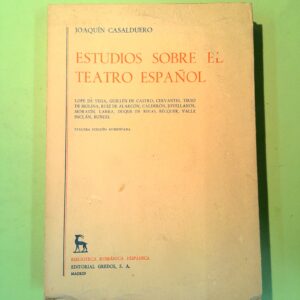 JOAQUÍN CASALDUERO
ESTUDIOS SOBRE EL
TEATRO ESPAÑOL
LOPE DE VEGA, GUILLÉN DE CASTRO, CERVANTES, TIRSO
DE MOLINA, RUIZ DE ALARCÓN, CALDERÓN, JOVELLANOS,
MORATÍN, LARRA, DUQUE DE RIVAS, BÉCQUER, VALLE
INCLÁN, BUÑUEL
TERCERA EDICIÓN AUMENTADA
BIBLIOTECA ROMÁNICA HISPÁNICA
EDITORIAL GREDOS, S. A.
MADRID